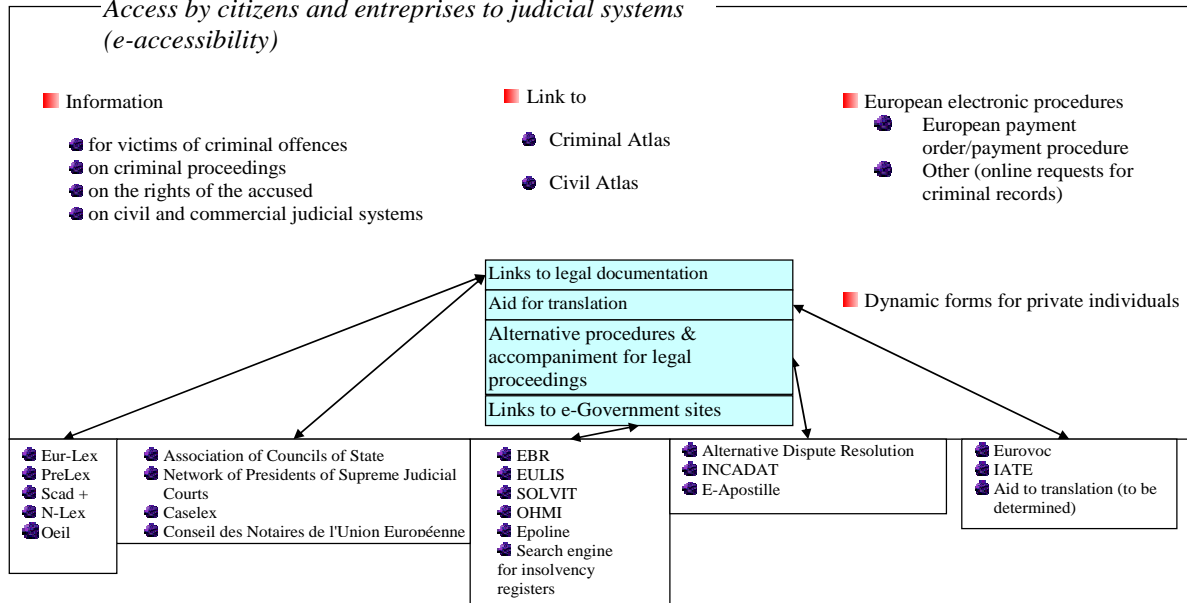 Access by citizens and entreprises to judicial systems
(e-accessibility)
Information
for victims of criminal offences
on criminal proceedings
on the rights of the accused
on civil and commercial judicial systems
Link to
Criminal Atlas
Civil Atlas
European electronic procedures
European payment
order/payment procedure
Other (online requests for
criminal records)
Dynamic forms for private individuals
Links to legal documentation
Aid for translation
Alternative procedures &
accompaniment for legal
proceedings
Links to e-Government sites
Eur-Lex
PreLex
Scad +
N-Lex
Oeil
Association of Councils of State
Network of Presidents of Supreme Judicial
Courts
Caselex
Conseil des Notaires de l'Union Européenne
EBR
EULIS
SOLVIT
OHMI
Epoline
Search engine
for insolvency
registers
Alternative Dispute Resolution
INCADAT
E-Apostille
Eurovoc
IATE
Aid to translation (to be
determined)